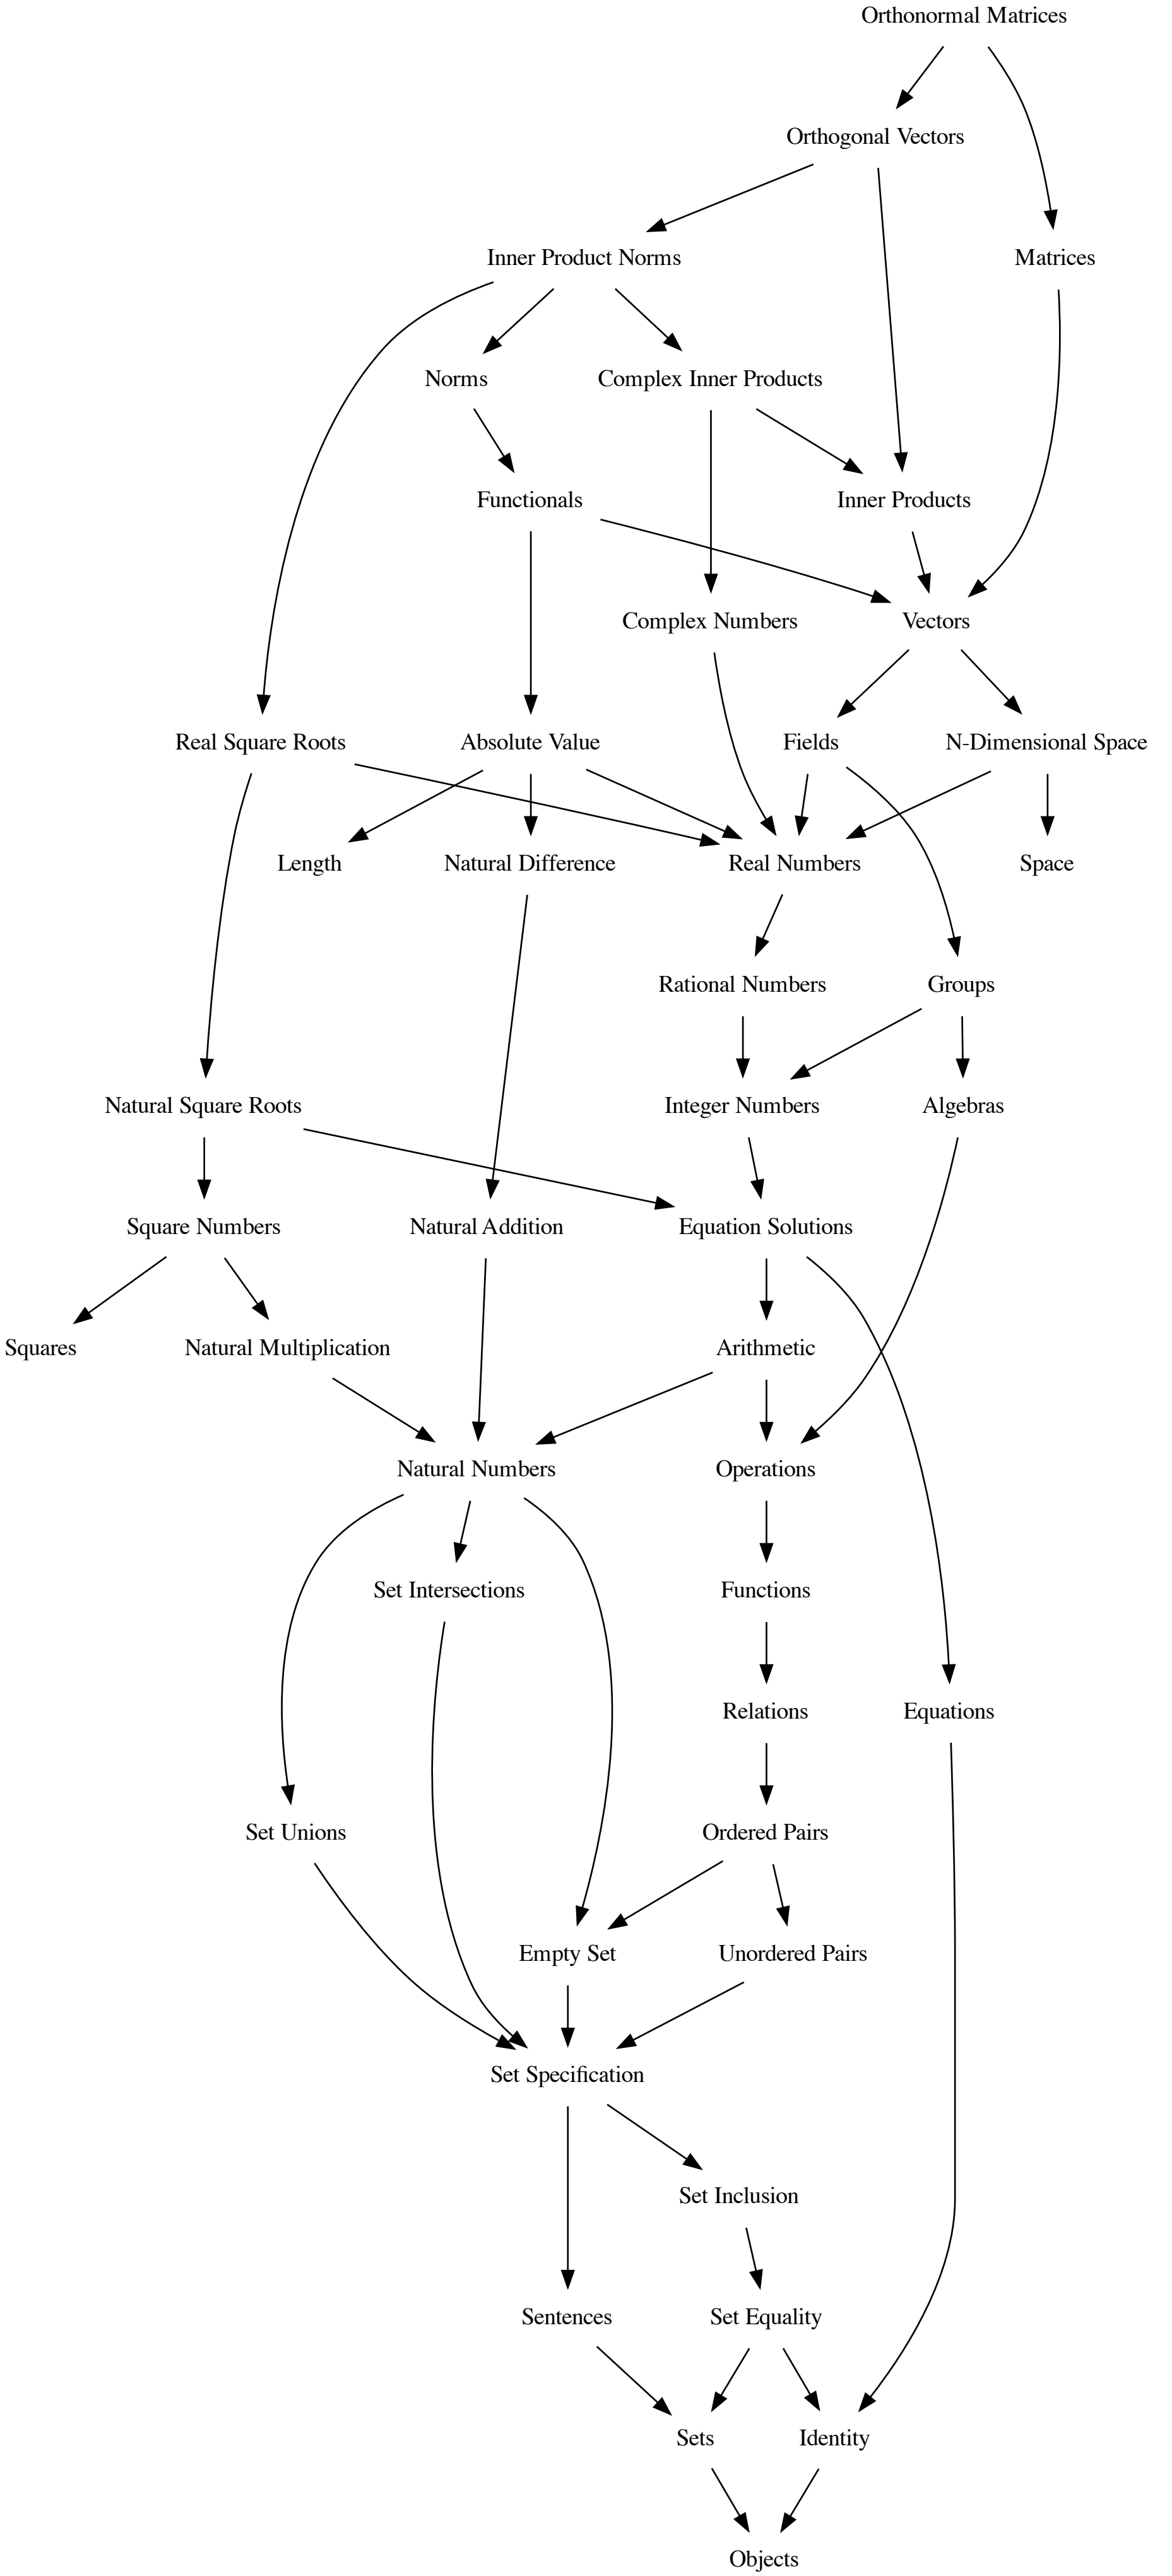 Orthonormal Matrices
Orthogonal Vectors
Inner Product Norms
Matrices
Norms
Complex Inner Products
Functionals
Inner Products
Complex Numbers
Vectors
Real Square Roots
Absolute Value
Fields
N-Dimensional Space
Length
Natural Difference
Real Numbers
Space
Rational Numbers
Groups
Natural Square Roots
Integer Numbers
Algebras
Square Numbers
Natural Addition
Equation Solutions
Squares
Natural Multiplication
Arithmetic
Natural Numbers
Operations
Set Intersections
Functions
Relations
Equations
Set Unions
Ordered Pairs
Empty Set
Unordered Pairs
Set Specification
Set Inclusion
Sentences
Set Equality
Sets
Identity
Objects